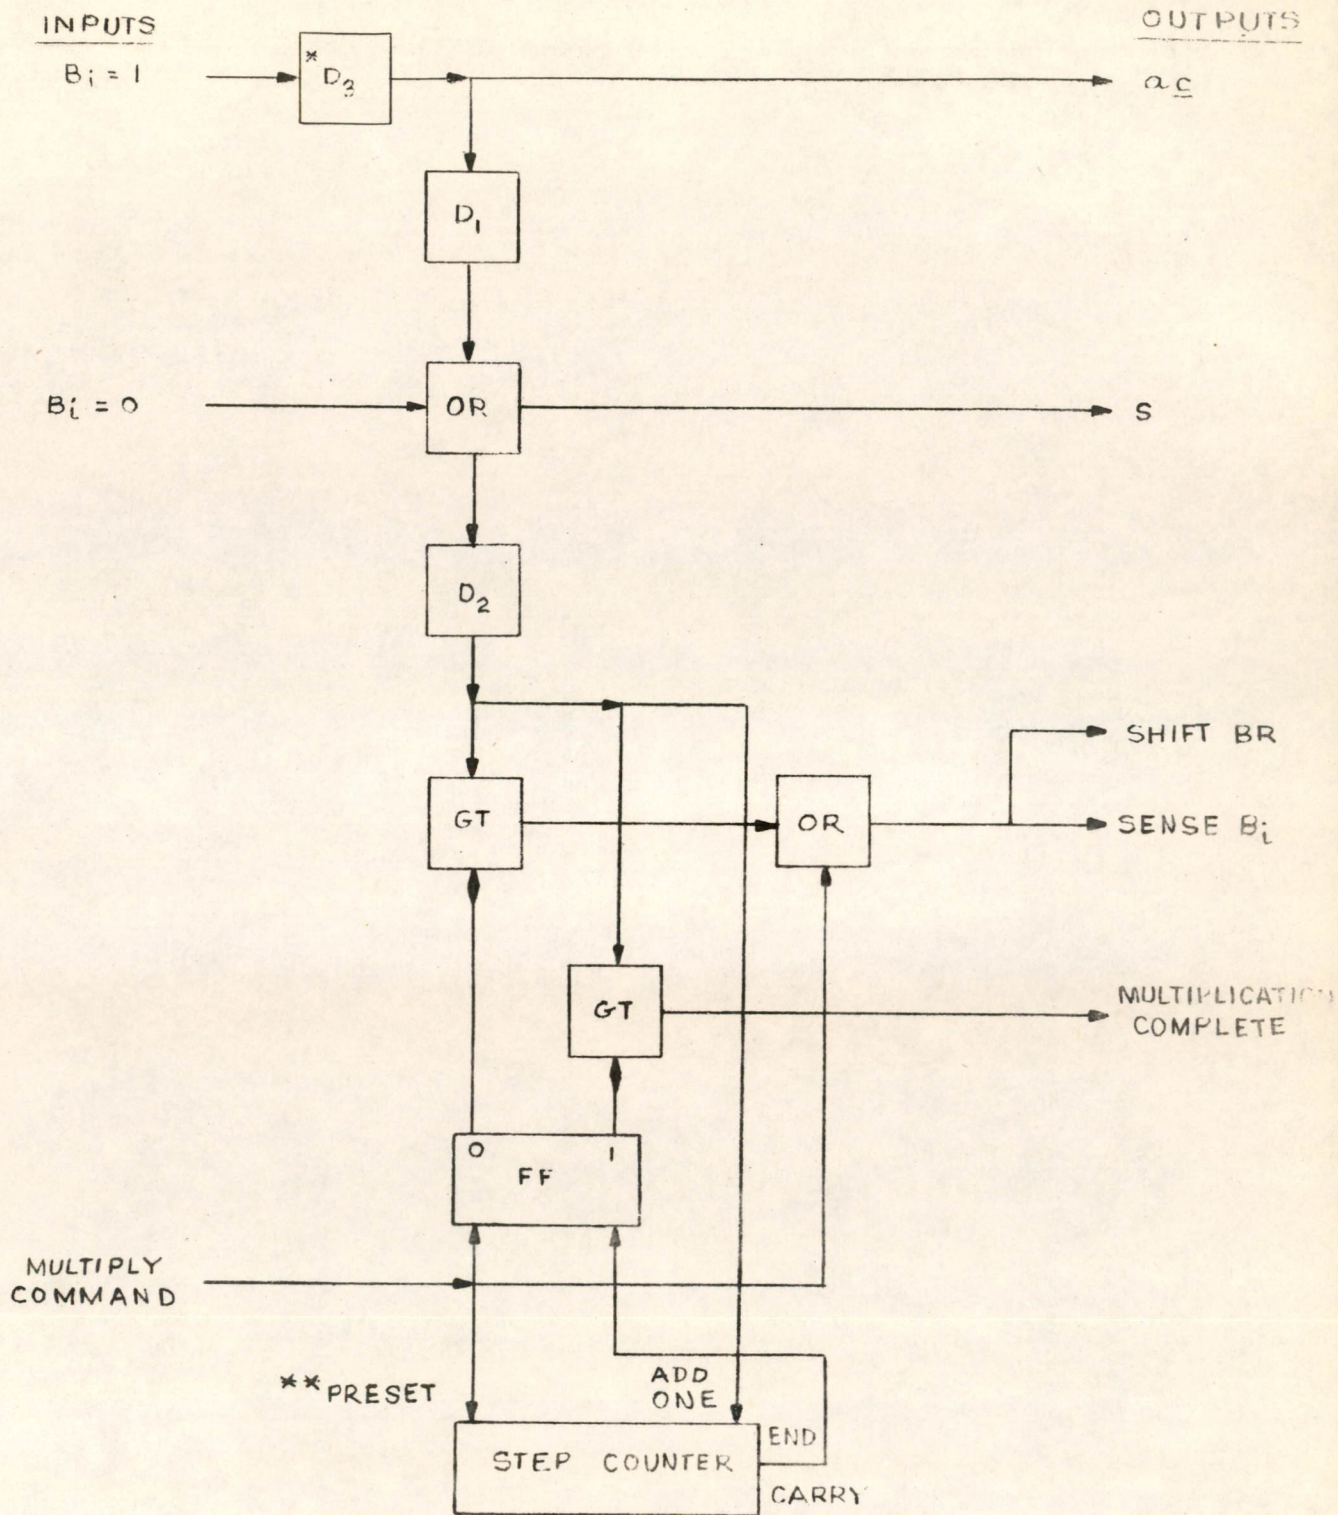 INPUTS
OUTPUTS
Bi = 1
* D3
a c
D1
Bi = 0
OR
S
D2
SHIFT BR
GT
OR
SENSE Bi
GT
MULTIPLICATION
COMPLETE
0
1
FF
MULTIPLY
COMMAND
** PRESET
ADD
ONE
END
STEP COUNTER
CARRY